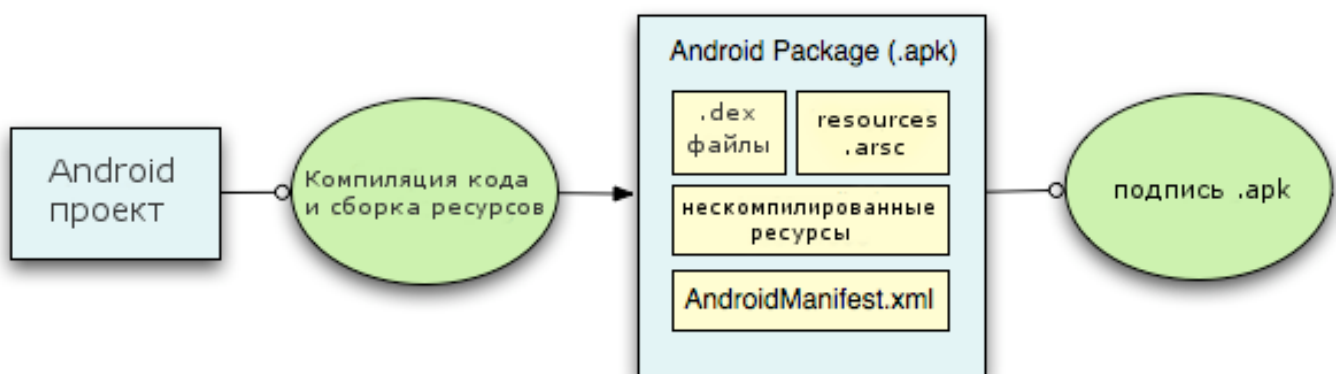 Android
проект
Компиляция кода
и сборка ресурсов
Android Package (.apk)
.dex
файлы
resources
.arsc
нескомпилированные
ресурсы
AndroidManifest.xml
подпись .apk